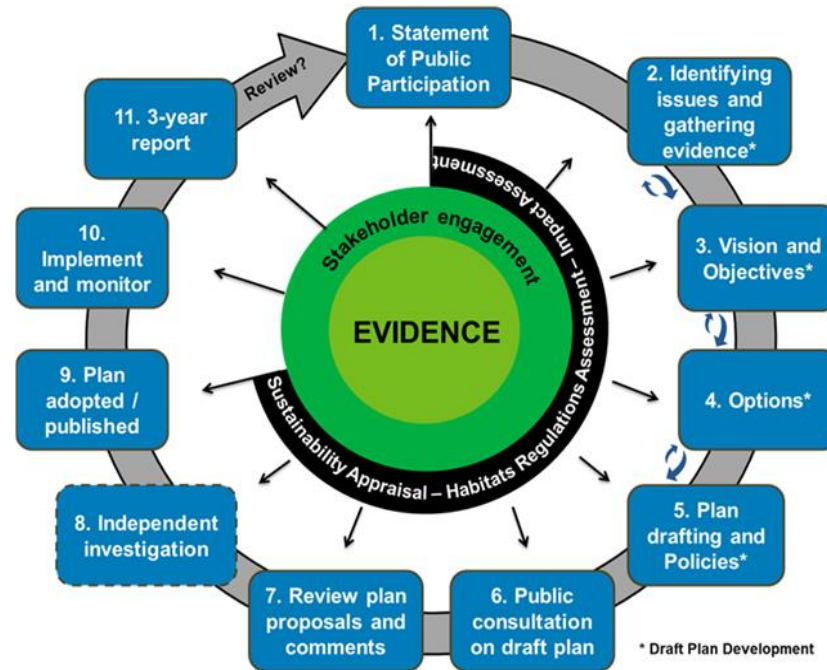 1. Statement
of Public
Participation
2. Identifying
issues and
gathering
evidence*
3. Vision and
Objectives*
4. Options*
5. Plan
drafting and
Policies*
6. Public
consultation
on draft plan
7. Review plan
proposals and
comments
8. Independent
investigation
9. Plan
adopted /
published
10.
Implement
and monitor
11. 3-year
report
Review?
Stakeholder engagement
EVIDENCE
Sustainability Appraisal – Habitats Regulations Assessment – Impact Assessment
* Draft Plan Development